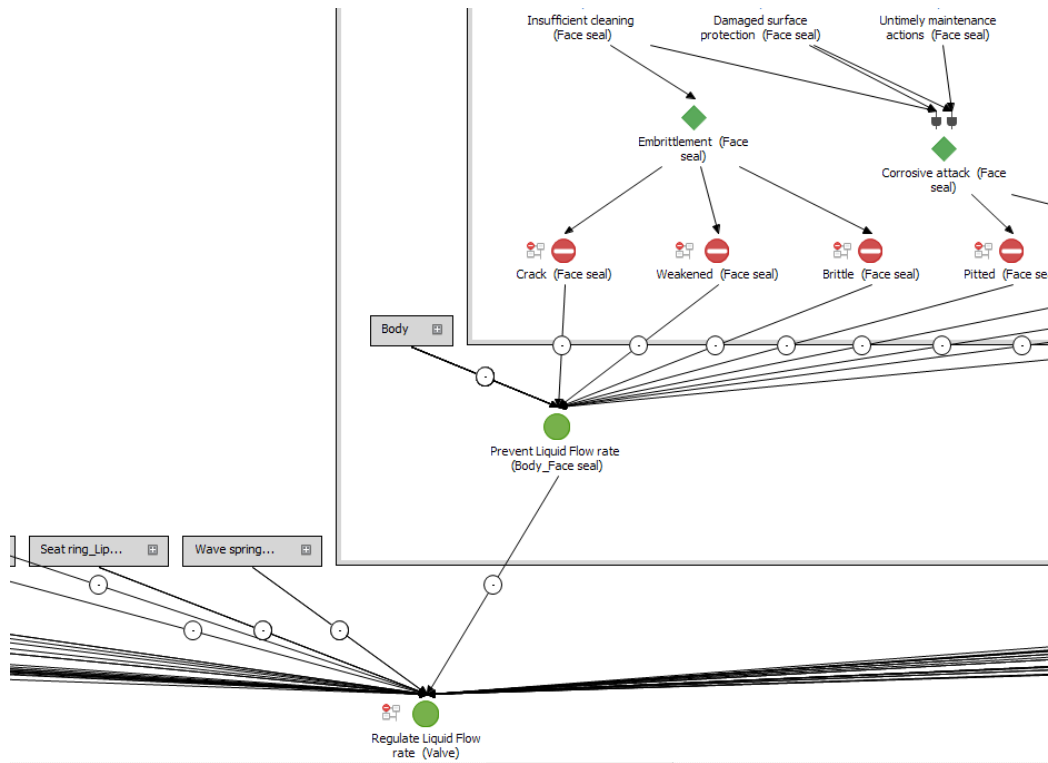 Insufficient cleaning
(Face seal)
Damaged surface
protection (Face seal)
Untimely maintenance
actions (Face seal)
Embrittlement (Face
seal)
Corrosive attack (Face
seal)
Crack (Face seal)
Weakened (Face seal)
Brittle (Face seal)
Pitted (Face se
Body
Prevent Liquid Flow rate
(Body_Face seal)
Seat ring_Lip...
Wave spring...
Regulate Liquid Flow
rate (Valve)